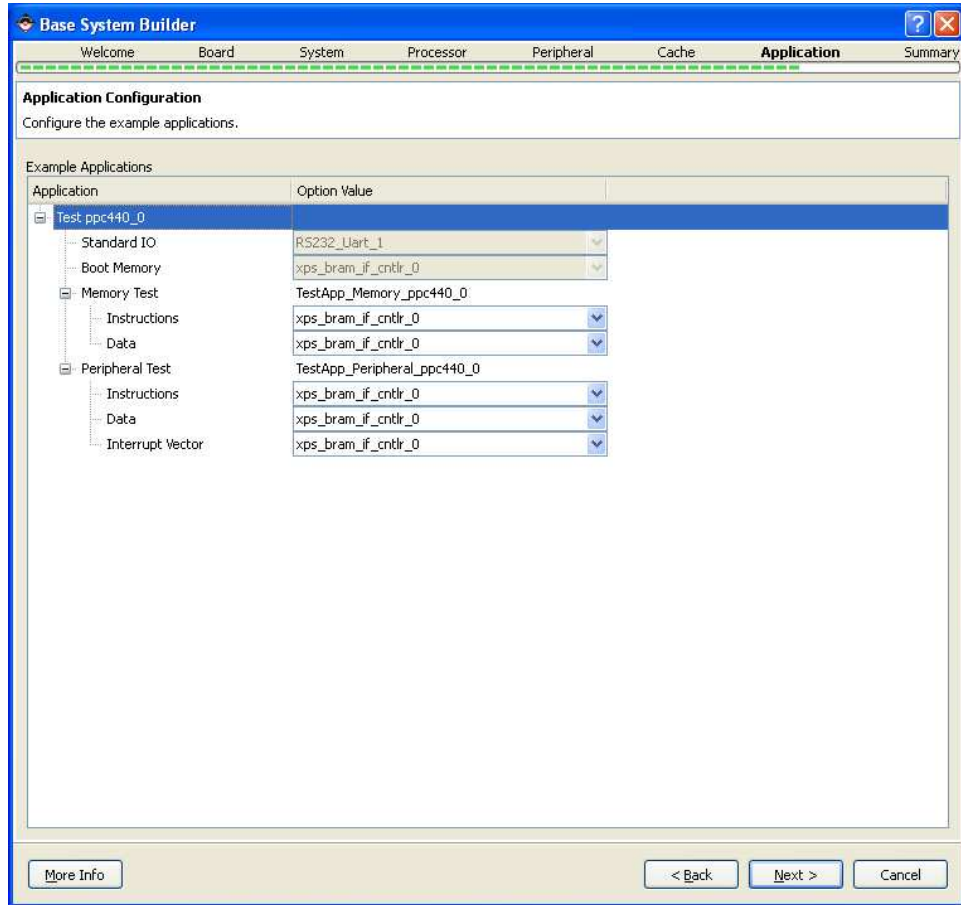 Base System Builder
Welcome Board System Processor Peripheral Cache Application Summary
Application Configuration
Configure the example applications.
Example Applications
Application Option Value
Test ppc440_0
Standard IO RS232_Uart_1
Boot Memory xps_bram_if_cntlr_0
Memory Test TestApp_Memory_ppc440_0
Instructions xps_bram_if_cntlr_0
Data xps_bram_if_cntlr_0
Peripheral Test TestApp_Peripheral_ppc440_0
Instructions xps_bram_if_cntlr_0
Data xps_bram_if_cntlr_0
Interrupt Vector xps_bram_if_cntlr_0
More Info < Back Next > Cancel